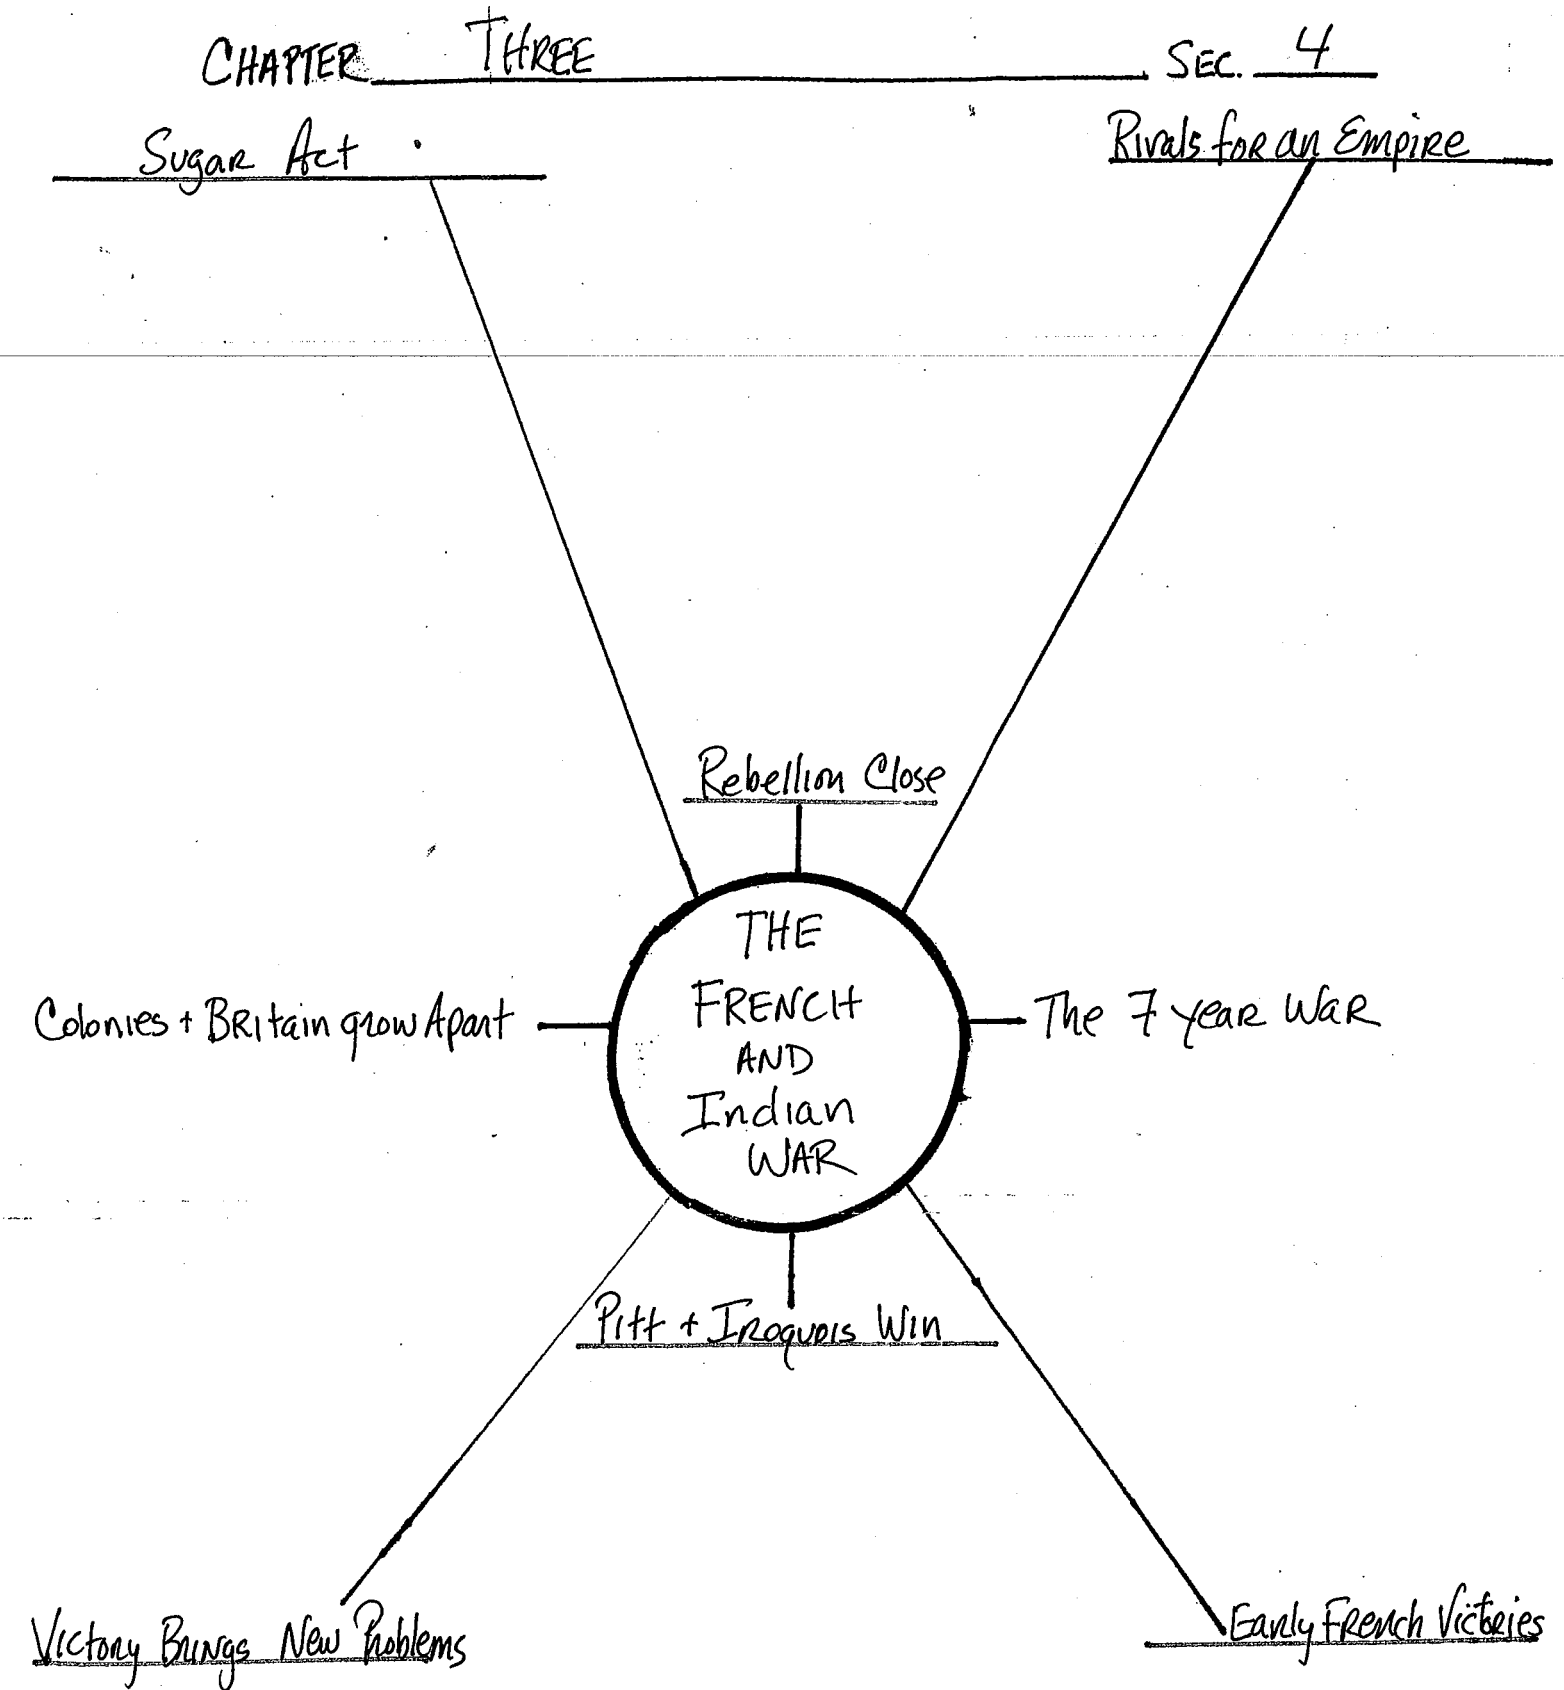 CHAPTER THREE SEC. 4
Sugar Act
Rivals for an Empire
Rebellion Close
THE
FRENCH
AND
Indian
WAR
Colonies + Britain grow Apart
The 7 year War
Pitt + Iroquois Win
Victory Brings New Problems
Early French Victories